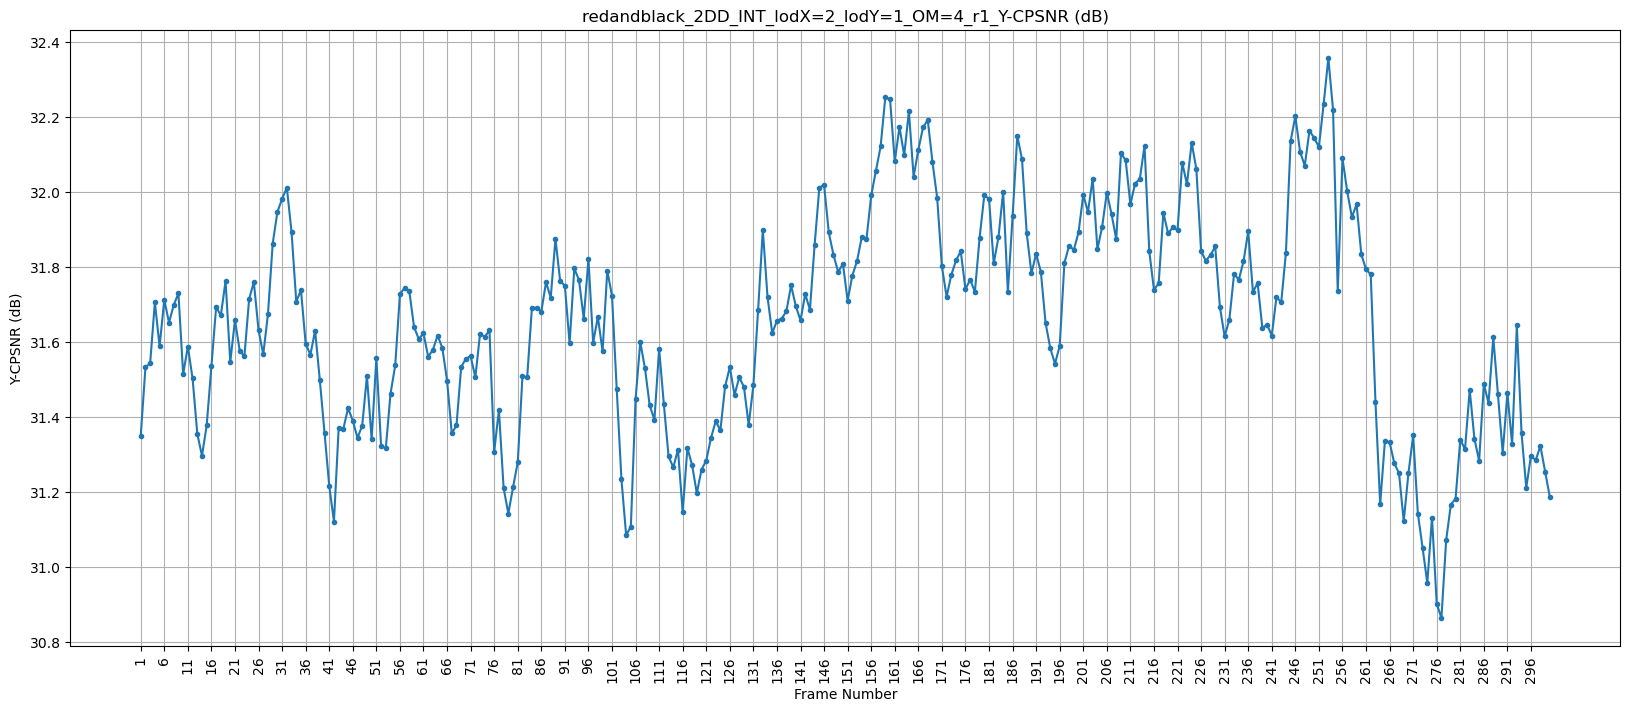 redandblack_2DD_INT_lodX=2_lodY=1_OM=4_r1_Y-CPSNR (dB)
Y-CPSNR (dB)
32.4
32.2
32.0
31.8
31.6
31.4
31.2
31.0
30.8
1 6 11 16 21 26 31 36 41 46 51 56 61 66 71 76 81 86 91 96 101 106 111 116 121 126 131 136 141 146 151 156 161 166 171 176 181 186 191 196 201 206 211 216 221 226 231 236 241 246 251 256 261 266 271 276 281 286 291 296
Frame Number